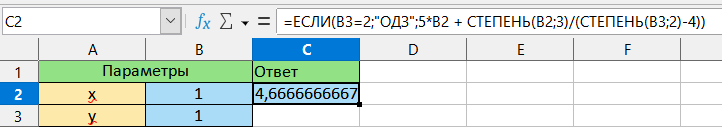 C2 fx Σ = =ЕСЛИ(B3=2;"ОДЗ";5*B2 + СТЕПЕНЬ(B2;3)/(СТЕПЕНЬ(B3;2)-4))
A B C D E F
1 Параметры Ответ
2 x 1 4,6666666667
3 y 1